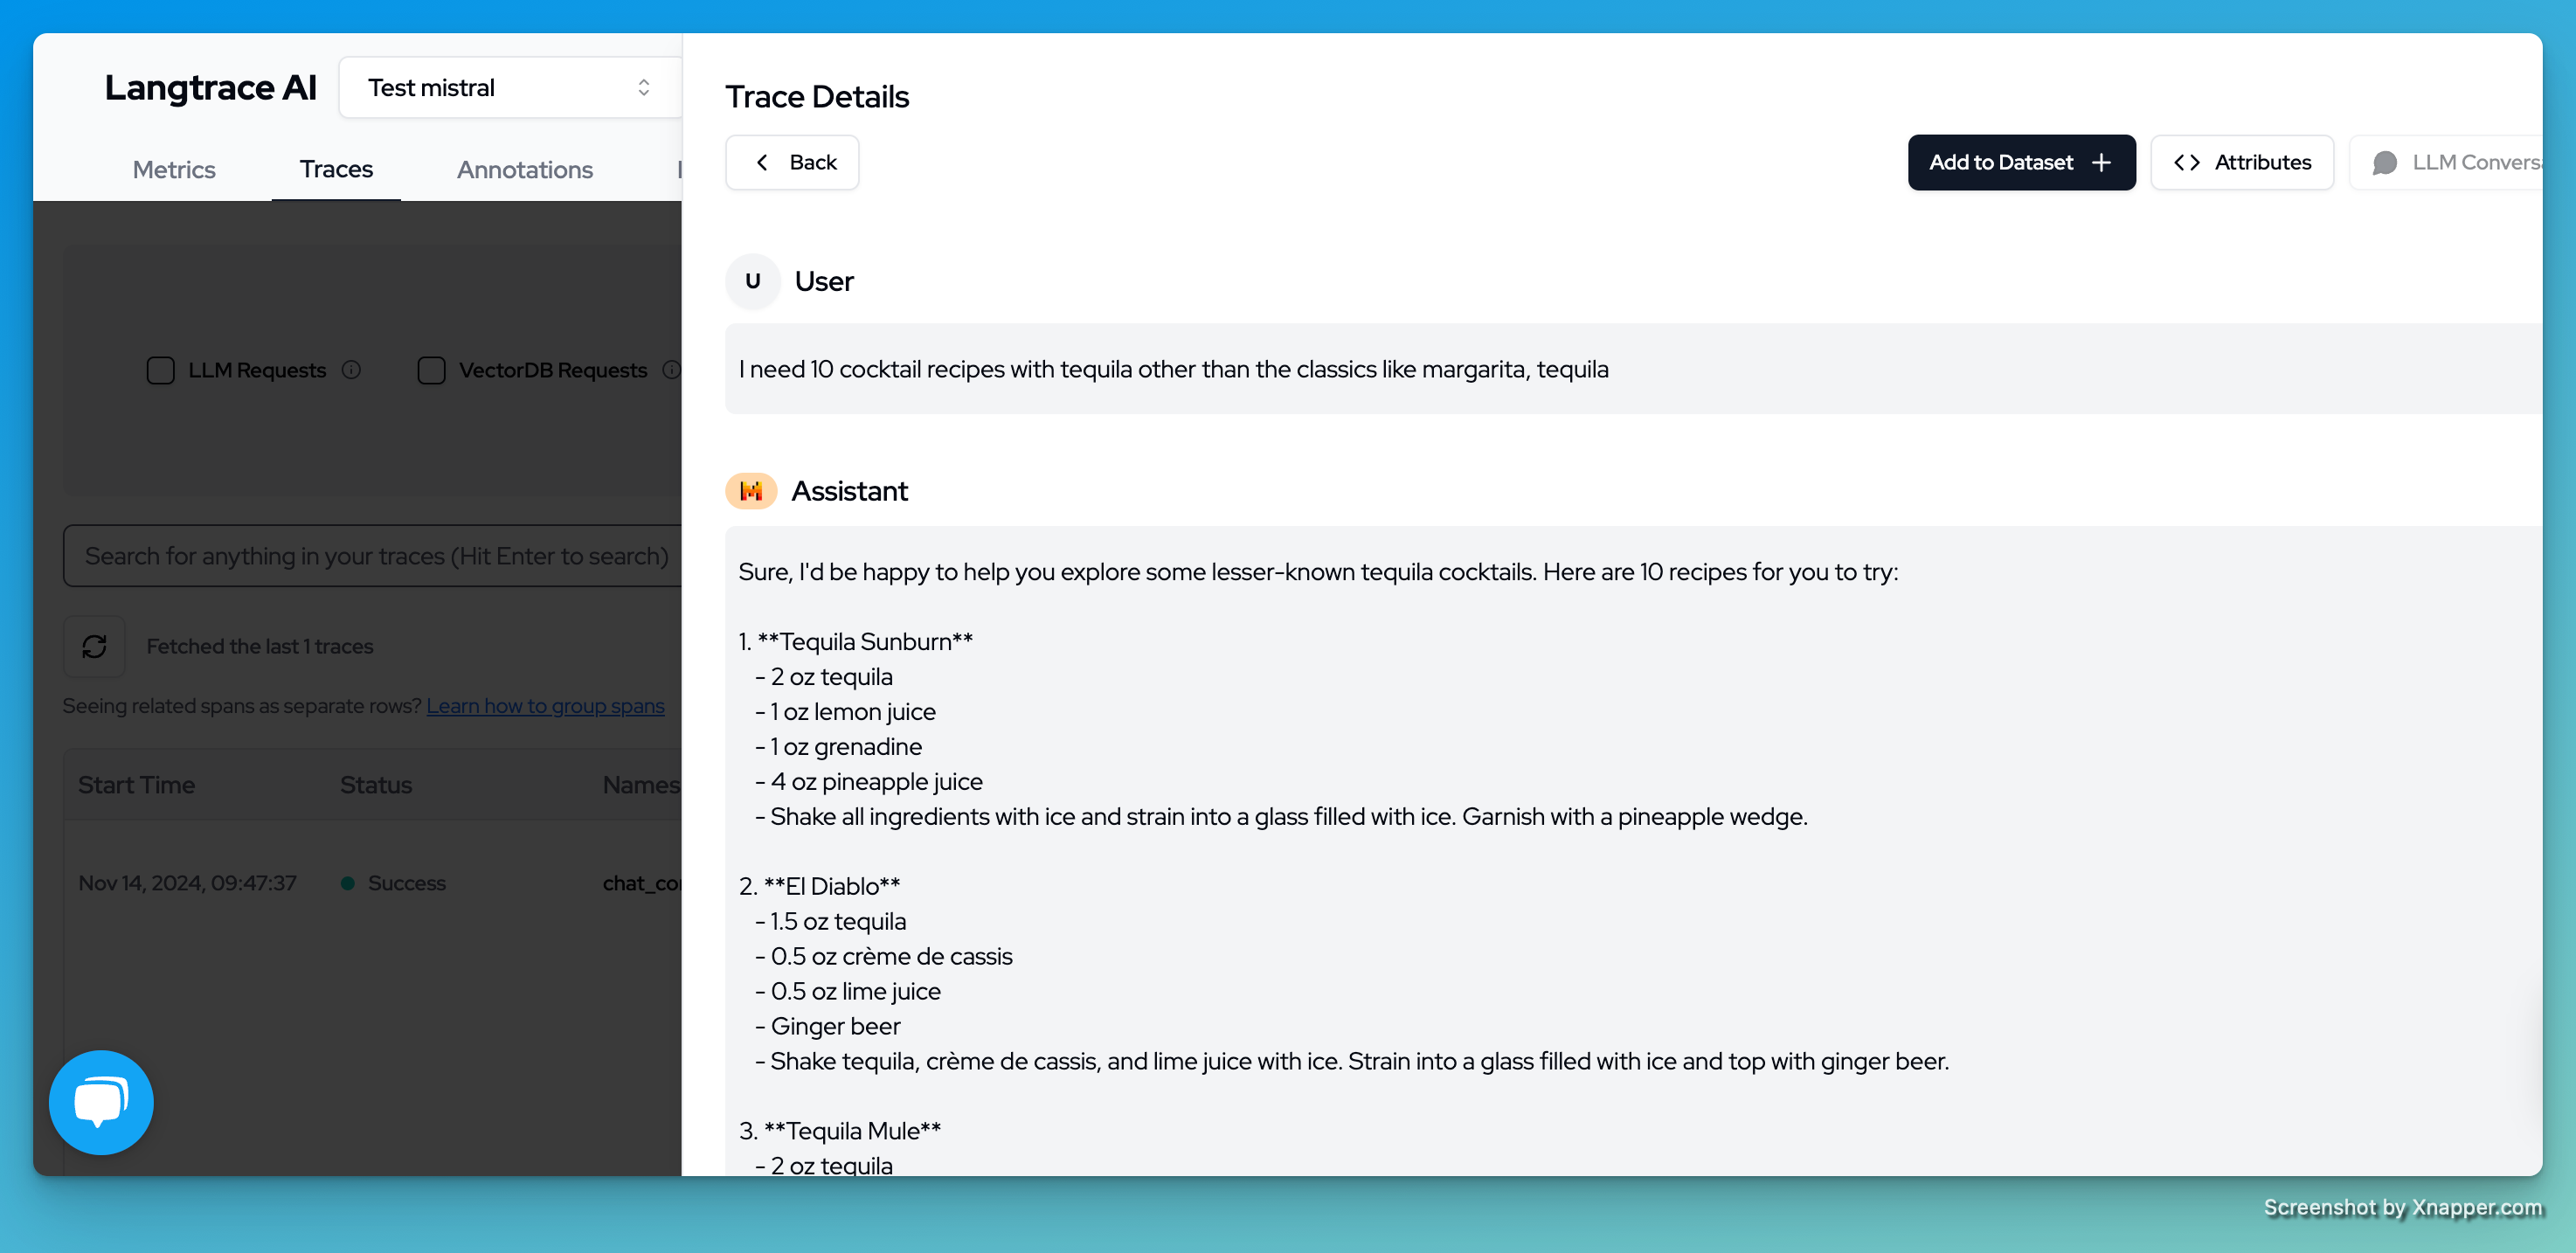 Langtrace AI
Test mistral
Metrics
Traces
Annotations
LLM Requests
VectorDB Requests
Search for anything in your traces (Hit Enter to search)
Fetched the last 1 traces
Seeing related spans as separate rows? Learn how to group spans
Start Time
Status
Names
Nov 14, 2024, 09:47:37
Success
chat_co
Trace Details
Back
Add to Dataset +
<> Attributes
LLM Convers
U
User
I need 10 cocktail recipes with tequila other than the classics like margarita, tequila
Assistant
Sure, I'd be happy to help you explore some lesser-known tequila cocktails. Here are 10 recipes for you to try:
1. **Tequila Sunburn**
- 2 oz tequila
- 1 oz lemon juice
- 1 oz grenadine
- 4 oz pineapple juice
- Shake all ingredients with ice and strain into a glass filled with ice. Garnish with a pineapple wedge.
2. **El Diablo**
- 1.5 oz tequila
- 0.5 oz crème de cassis
- 0.5 oz lime juice
- Ginger beer
- Shake tequila, crème de cassis, and lime juice with ice. Strain into a glass filled with ice and top with ginger beer.
3. **Tequila Mule**
- 2 oz tequila
Screenshot by Xnapper.com